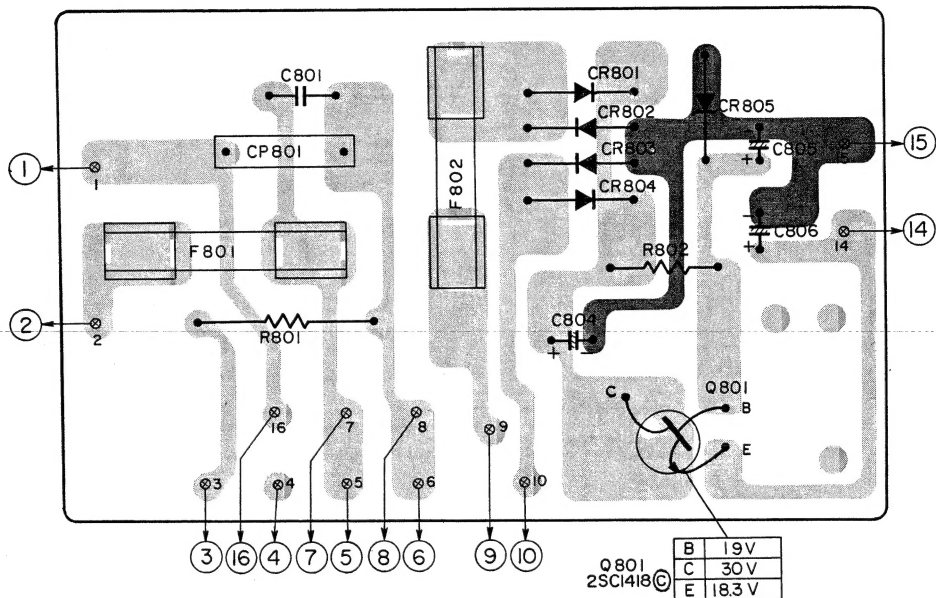 C801
CR801
CR802
CR805
CP801
CR803
C805
15
+
1
1
F802
CR804
-
C806
14
F801
R802
+
14
2
2
R801
C804
+ -
C
Q801
B
16
7
8
9
E
3
4
5
6
10
3
16
4
7
5
8
6
9
10
Q801
2SC1418Ⓒ
B 19V
C 30V
E 18.3V